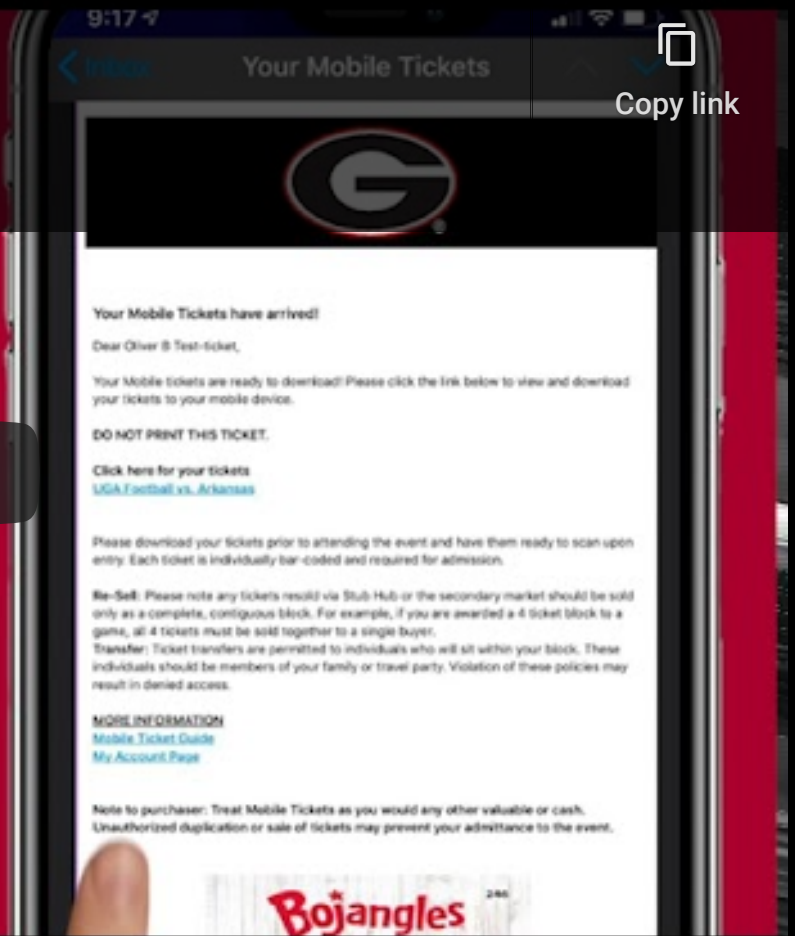 9:17
Inbox
Your Mobile Tickets
Copy link
G
Your Mobile Tickets have arrived!
Dear Oliver B Test-ticket,
Your Mobile tickets are ready to download! Please click the link below to view and download
your tickets to your mobile device.
DO NOT PRINT THIS TICKET.
Click here for your tickets
UGA Football vs. Arkansas
Please download your tickets prior to attending the event and have them ready to scan upon
entry. Each ticket is individually bar-coded and required for admission.
Re-Sell: Please note any tickets resold via Stub Hub or the secondary market should be sold
only as a complete, contiguous block. For example, if you are awarded a 4 ticket block to a
game, all 4 tickets must be sold together to a single buyer.
Transfer: Ticket transfers are permitted to individuals who will sit within your block. These
individuals should be members of your family or travel party. Violation of these policies may
result in denied access.
MORE INFORMATION
Mobile Ticket Guide
My Account Page
Note to purchaser: Treat Mobile Tickets as you would any other valuable or cash.
Unauthorized duplication or sale of tickets may prevent your admittance to the event.
Bojangles